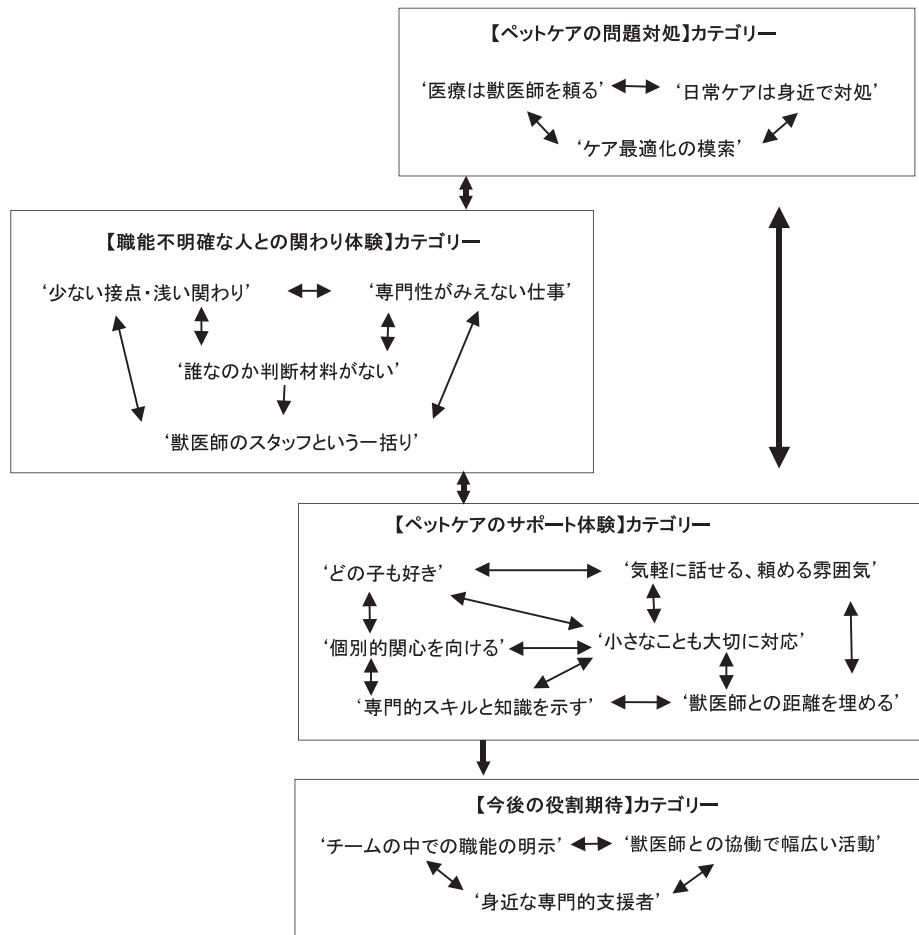 【ペットケアの問題対処】カテゴリー
‘医療は獣医師を頼る’
‘日常ケアは身近で対処’
‘ケア最適化の模索’
【職能不明確な人との関わり体験】カテゴリー
‘少ない接点・浅い関わり’
‘専門性がみえない仕事’
‘誰なのか判断材料がない’
‘獣医師のスタッフという一括り’
【ペットケアのサポート体験】カテゴリー
‘どの子も好き’
‘気軽に話せる、頼める雰囲気’
‘個別的関心を向ける’
‘小さなことも大切に対応’
‘専門的スキルと知識を示す’
‘獣医師との距離を埋める’
【今後の役割期待】カテゴリー
‘チームの中での職能の明示’
‘獣医師との協働で幅広い活動’
‘身近な専門的支援者’